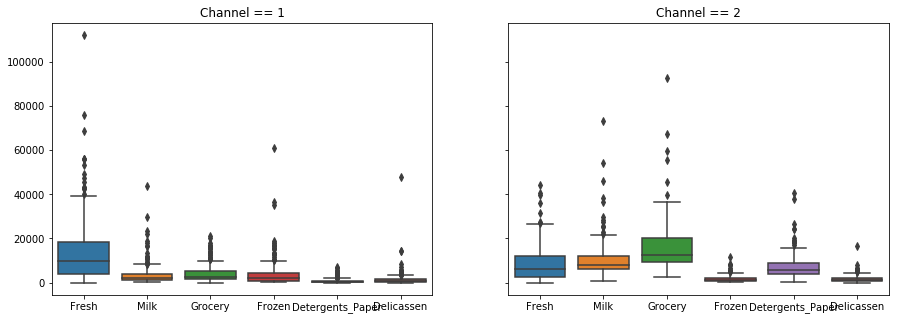 Channel == 1
100000
80000
60000
40000
20000
0
Fresh Milk Grocery Frozen Detergents_Paper Delicassen
Channel == 2
Fresh Milk Grocery Frozen Detergents_Paper Delicassen